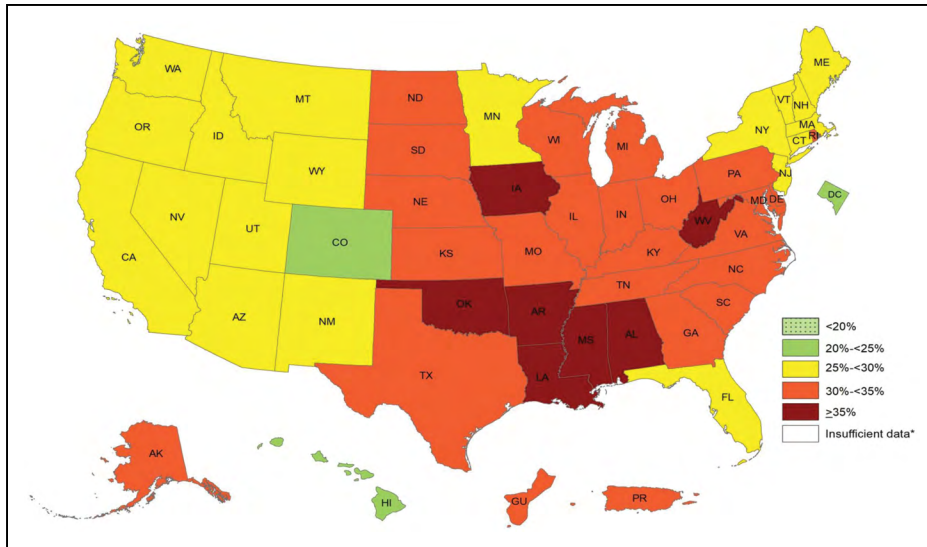 WA
MT
ND
MN
ME
VT
NH
OR
ID
SD
WI
MI
NY
MA
CT
RI
WY
IA
PA
NJ
NE
NV
UT
CO
IL
IN
OH
WV
MD
DE
DC
VA
CA
KS
MO
KY
NC
TN
AZ
NM
OK
AR
SC
MS
AL
GA
TX
LA
FL
AK
HI
GU
PR
<20%
20%-<25%
25%-<30%
30%-<35%
≥35%
Insufficient data*